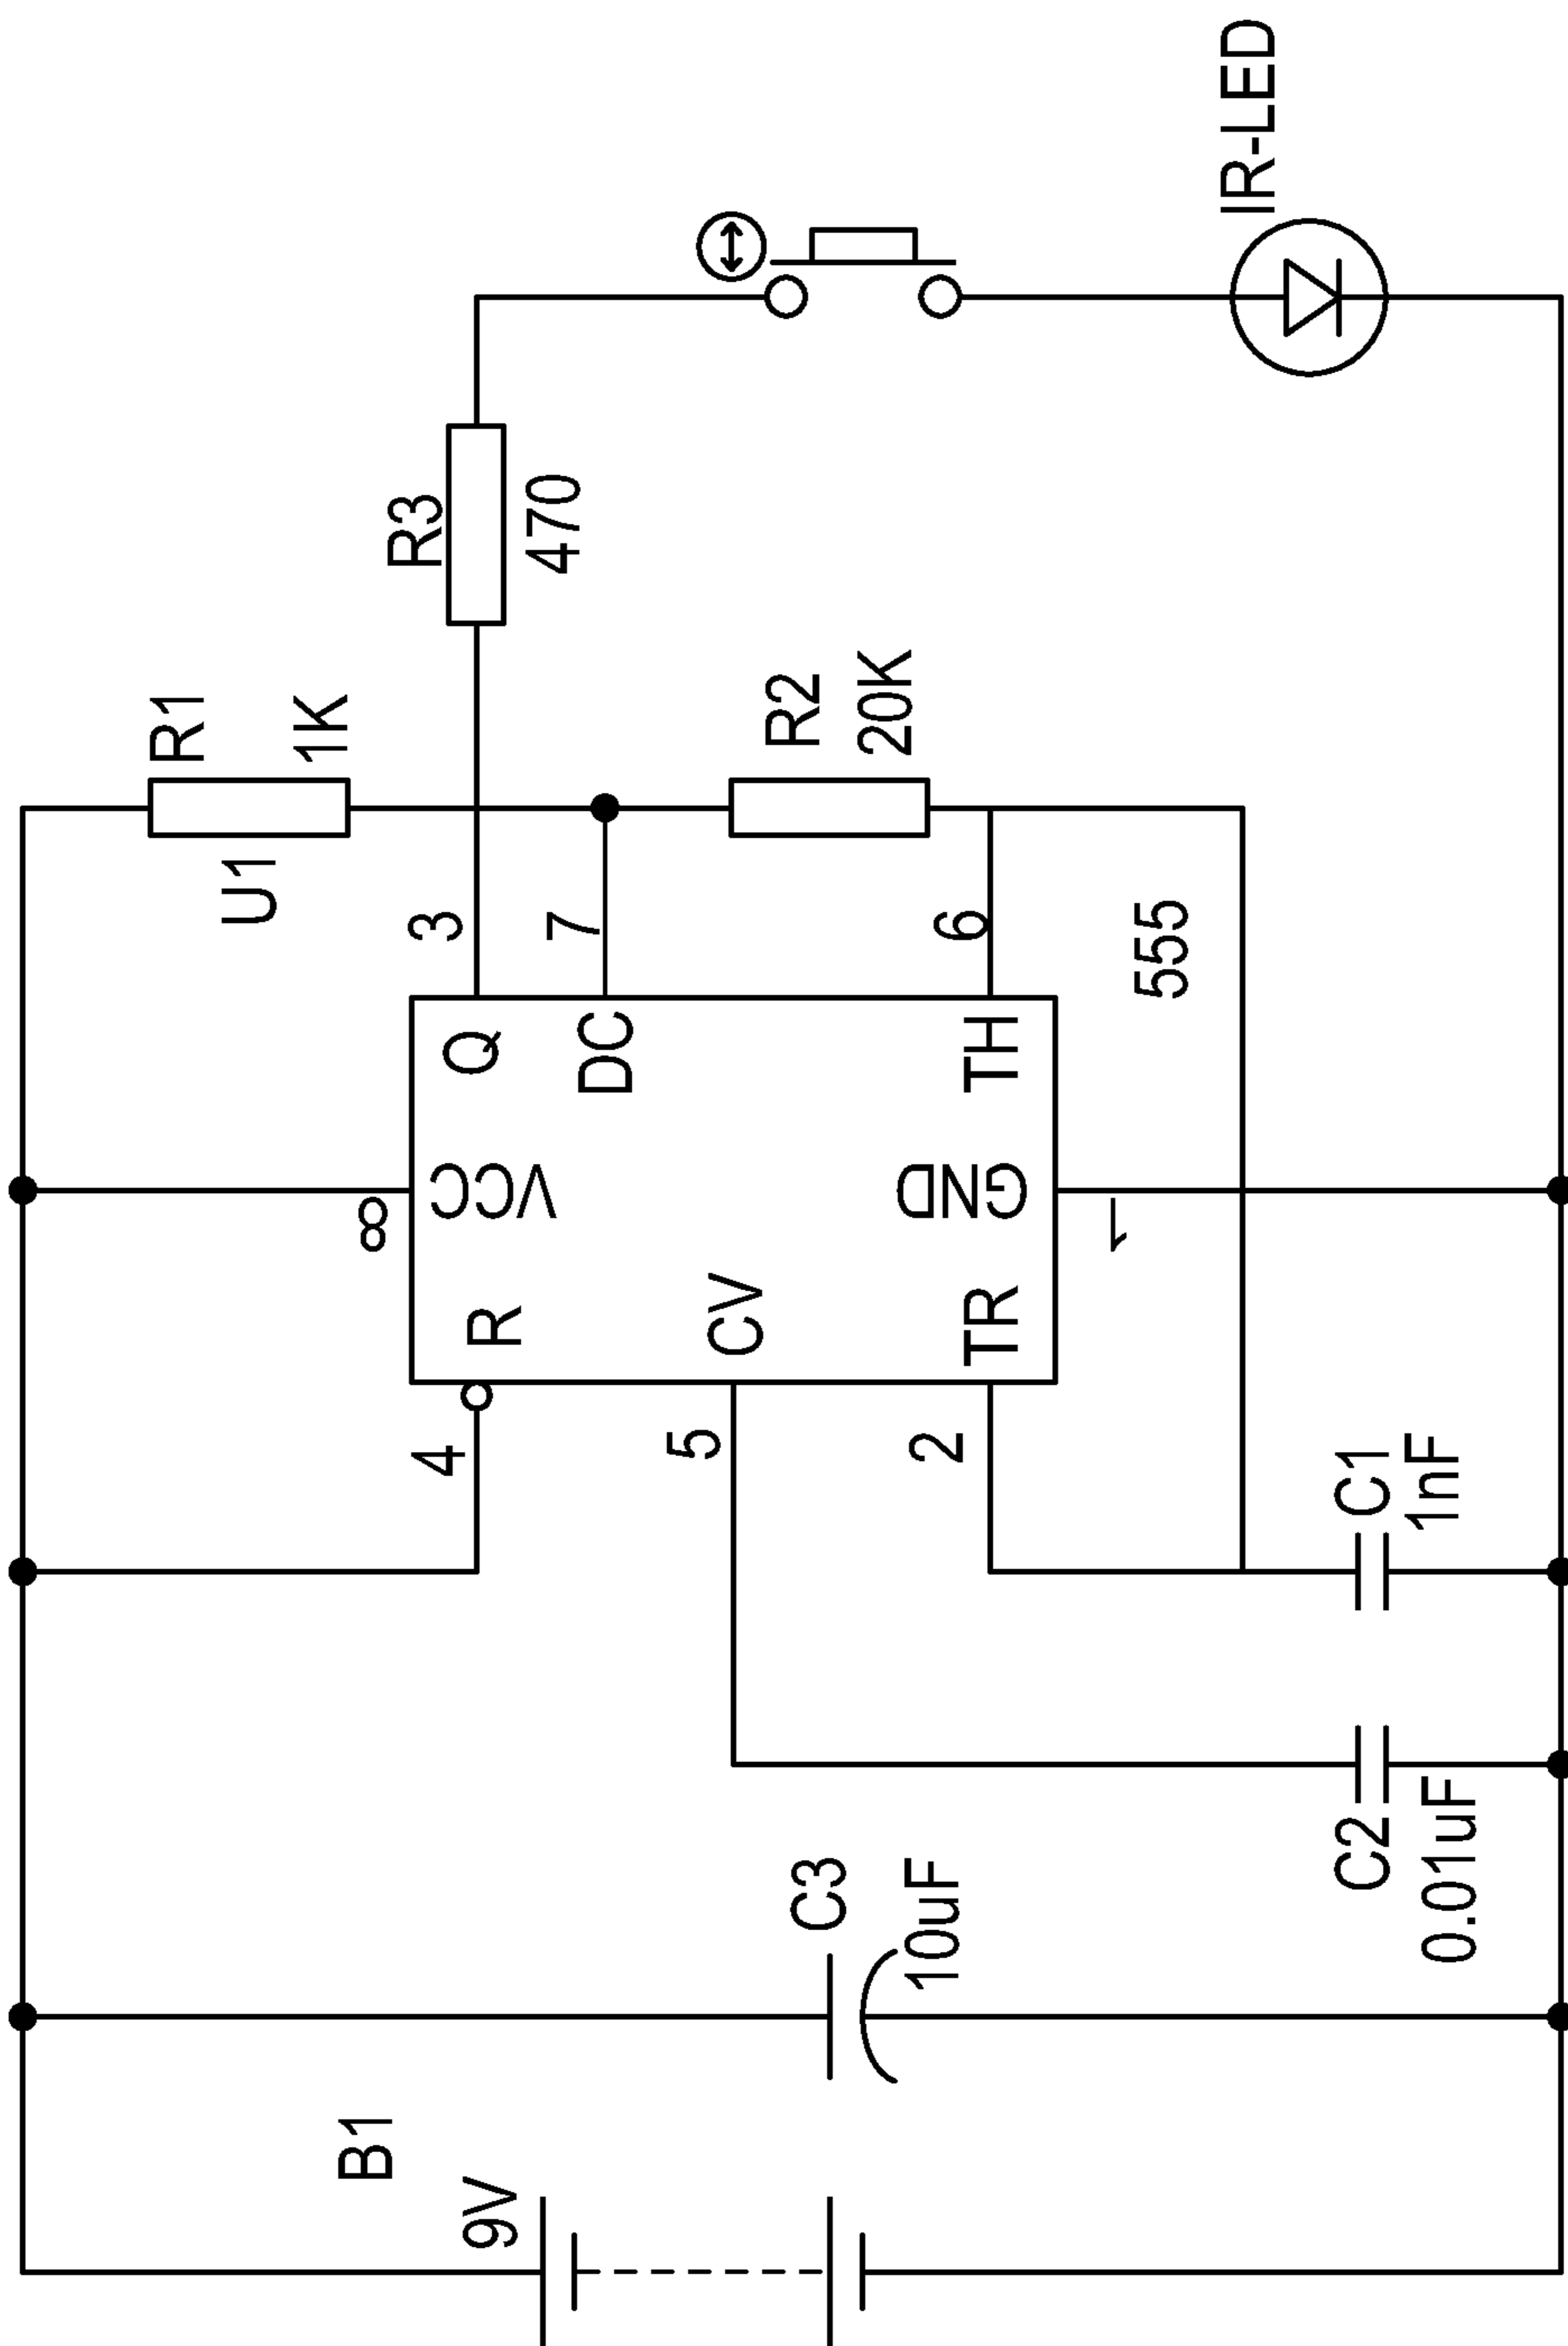 B1
9V
C3
10uF
C2
0.01uF
C1
1nF
4
5
2
R
CV
TR
8
VCC
GND
1
Q
DC
TH
3
7
6
U1
555
R1
1K
R2
20K
R3
470
IR-LED